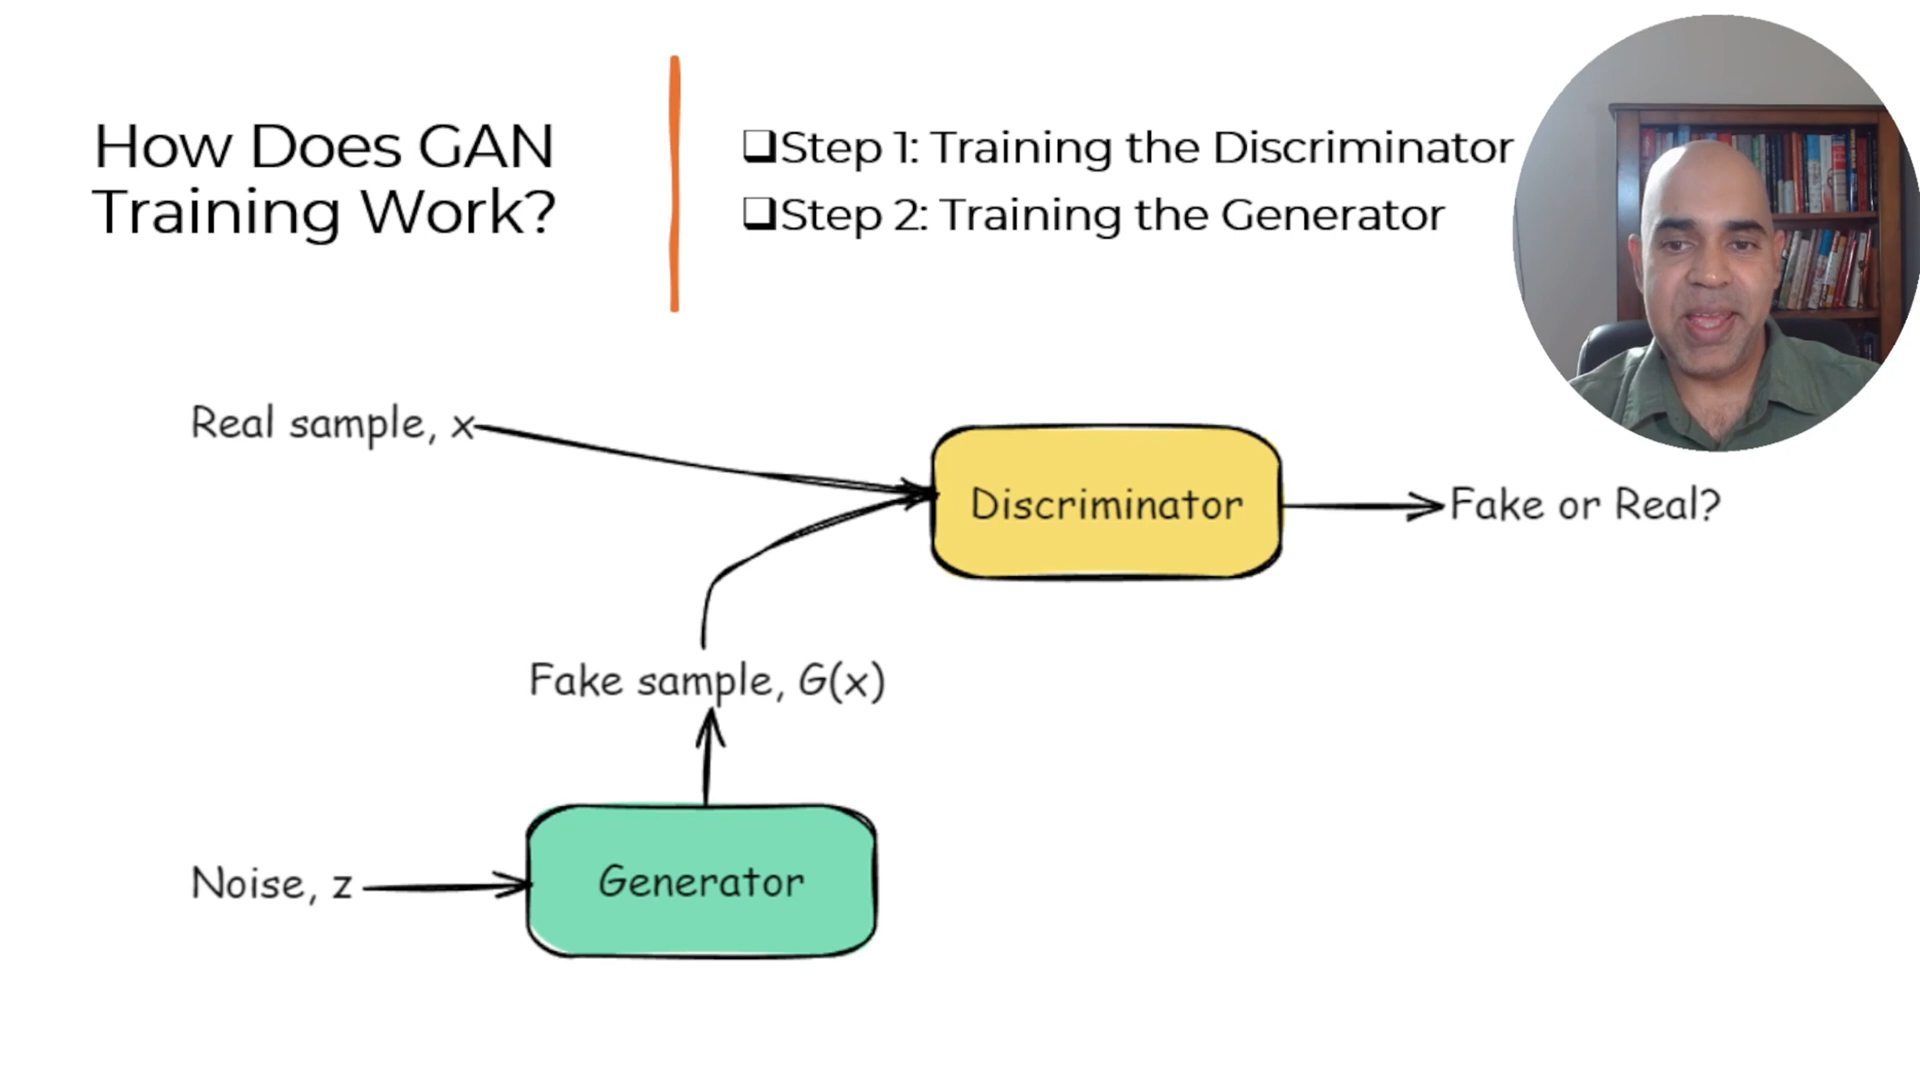 How Does GAN
Training Work?
Step 1: Training the Discriminator
Step 2: Training the Generator
Real sample, x
Discriminator
Fake or Real?
Fake sample, G(x)
Noise, z
Generator